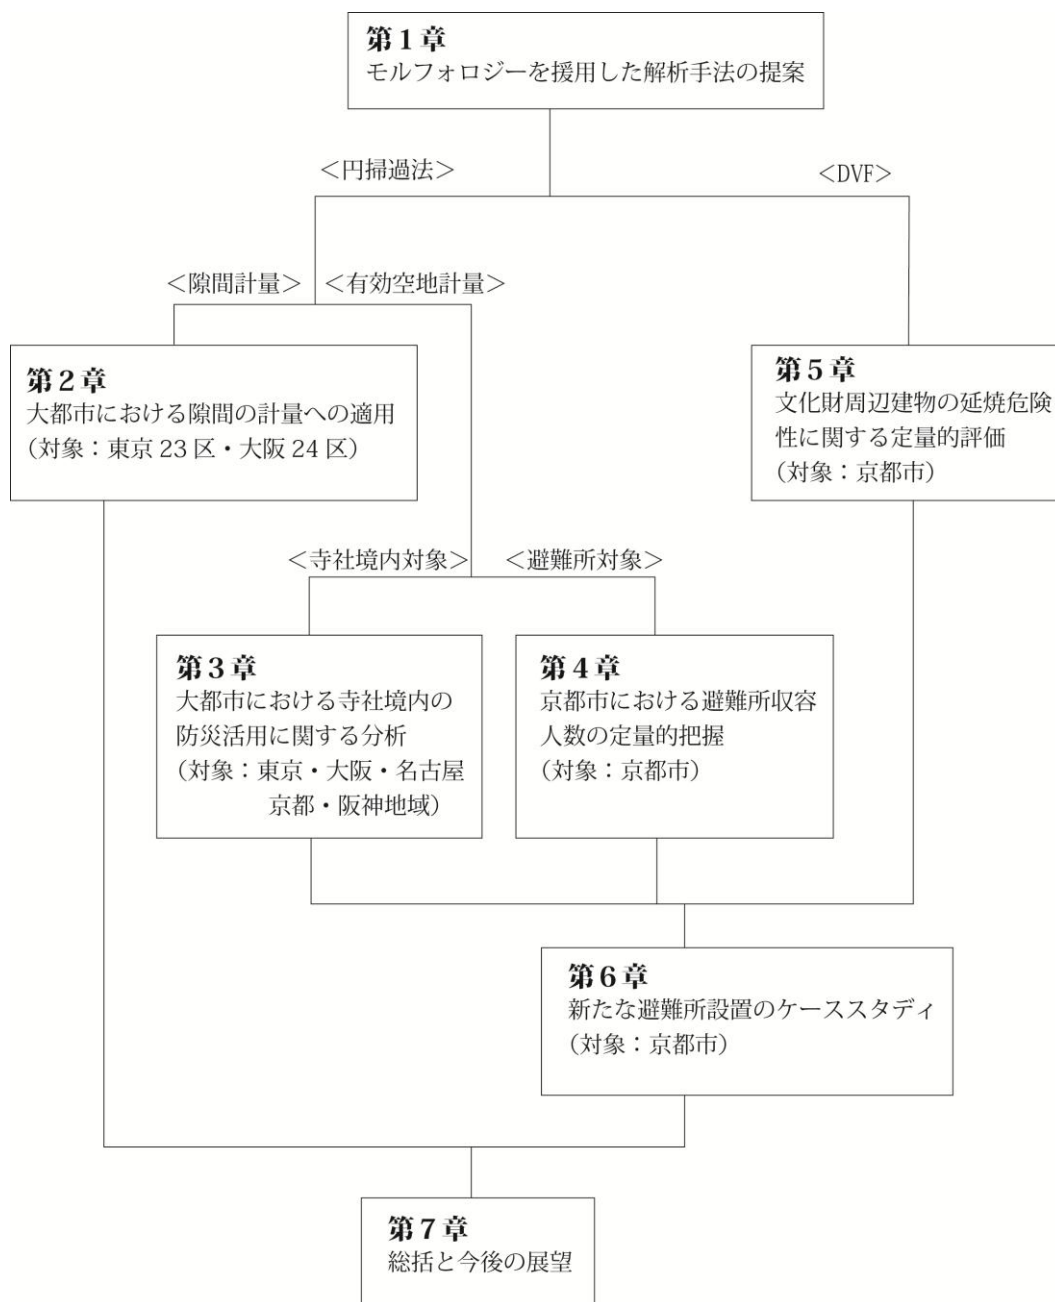 第1章
モルフォロジーを援用した解析手法の提案
＜円掃過法＞
＜DVF＞
＜隙間計量＞
＜有効空地計量＞
第2章
大都市における隙間の計量への適用
（対象：東京 23 区・大阪 24 区）
第5章
文化財周辺建物の延焼危険
性に関する定量的評価
（対象：京都市）
＜寺社境内対象＞
＜避難所対象＞
第3章
大都市における寺社境内の
防災活用に関する分析
（対象：東京・大阪・名古屋
京都・阪神地域）
第4章
京都市における避難所収容
人数の定量的把握
（対象：京都市）
第6章
新たな避難所設置のケーススタディ
（対象：京都市）
第7章
総括と今後の展望